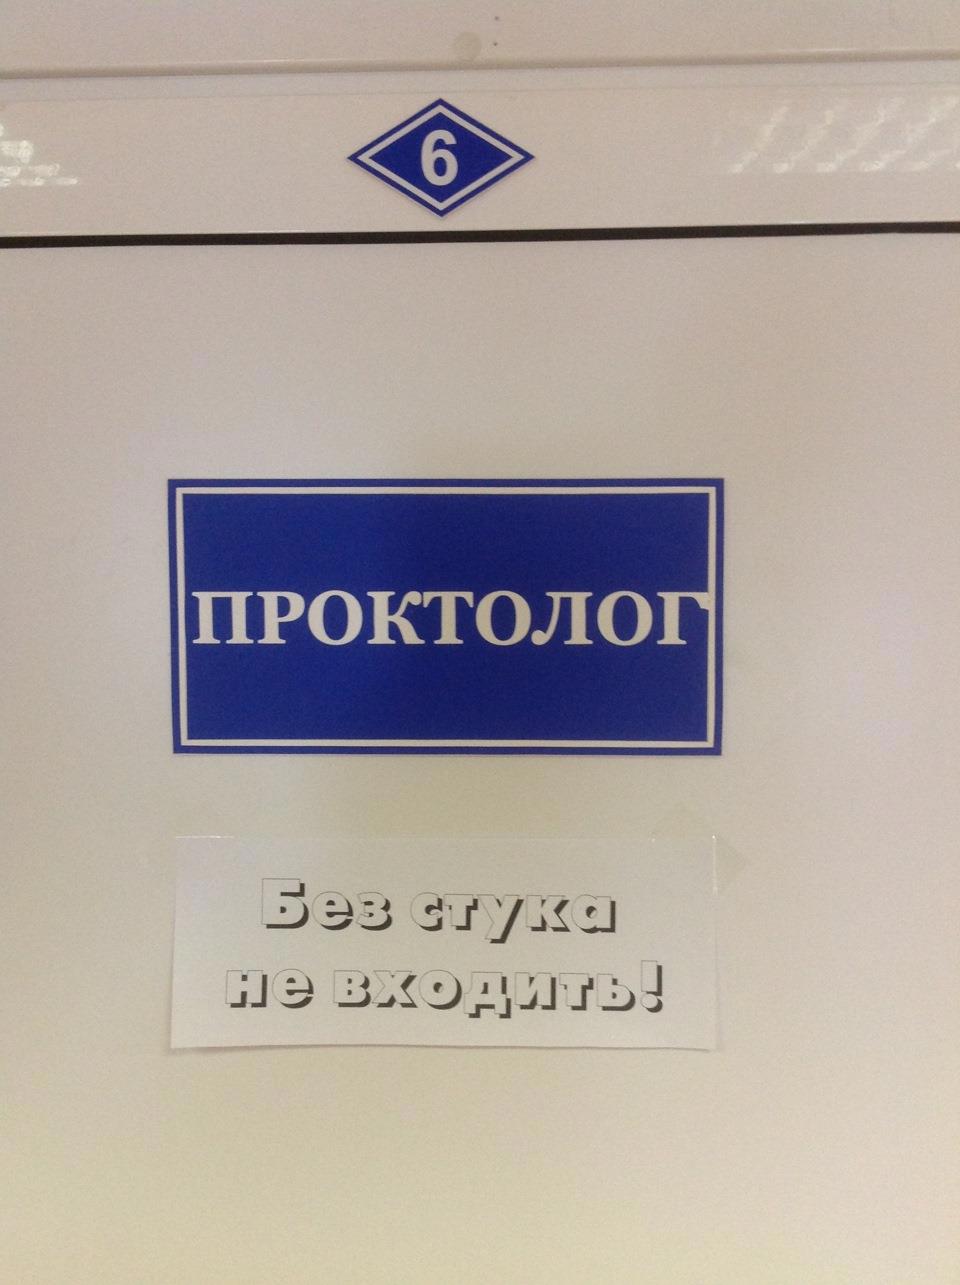 6
ПРОКТОЛОГ
Без стука
не входить!